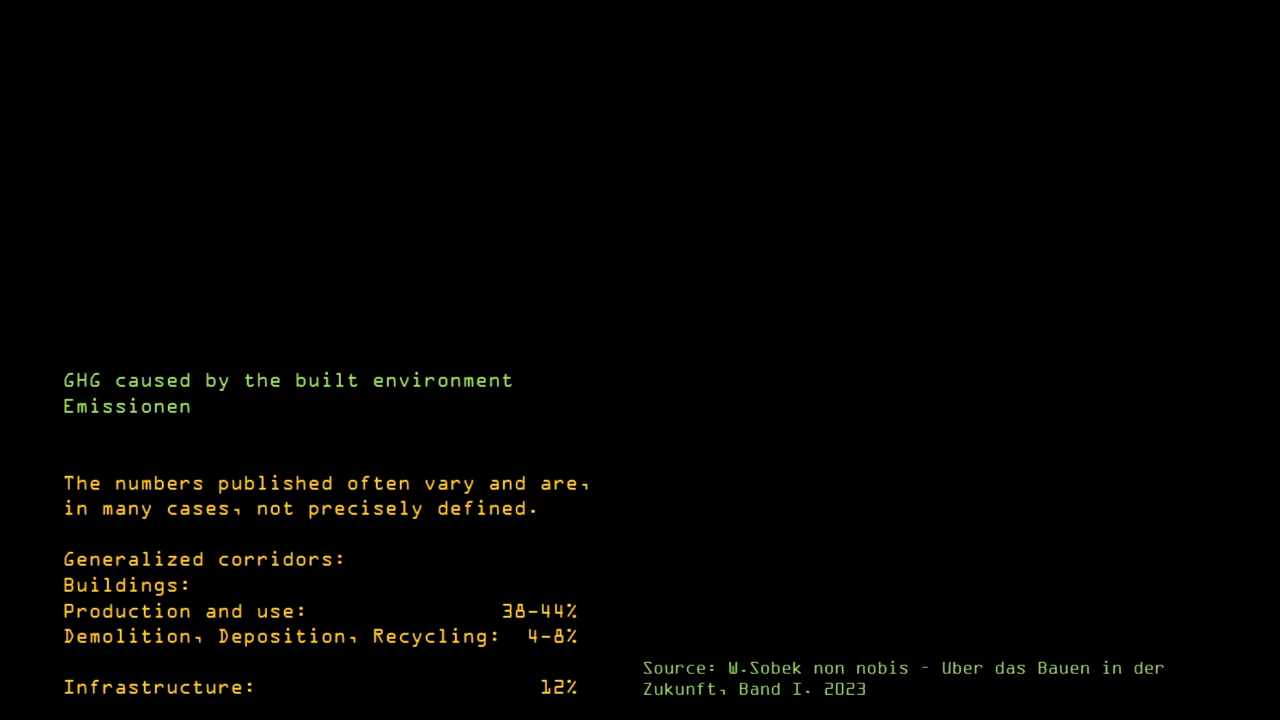 GHG caused by the built environment
Emissionen
The numbers published often vary and are,
in many cases, not precisely defined.
Generalized corridors:
Buildings:
Production and use: 38-44%
Demolition, Deposition, Recycling: 4-8%
Infrastructure: 12%
Source: W.Sobek non nobis - Uber das Bauen in der
Zukunft, Band I. 2023